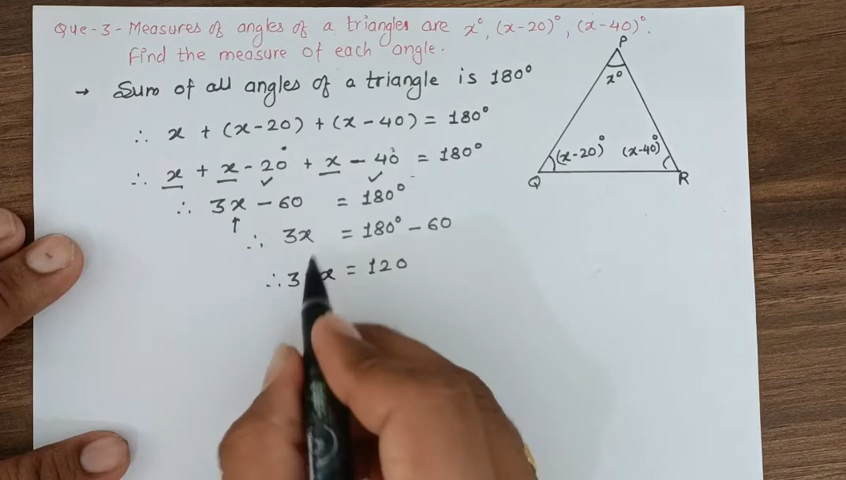 Que-3- Measures of angles of a triangles are x°, (x-20)°, (x-40)°.
Find the measure of each angle.
→ Sum of all angles of a triangle is 180°
∴ x + (x-20) + (x-40) = 180°
∴ x + x - 20° + x - 40° = 180°
∴ 3x - 60 = 180°
∴ 3x = 180° - 60
∴ 3x = 120
P
x°
(x-20)° (x-40)°
Q R